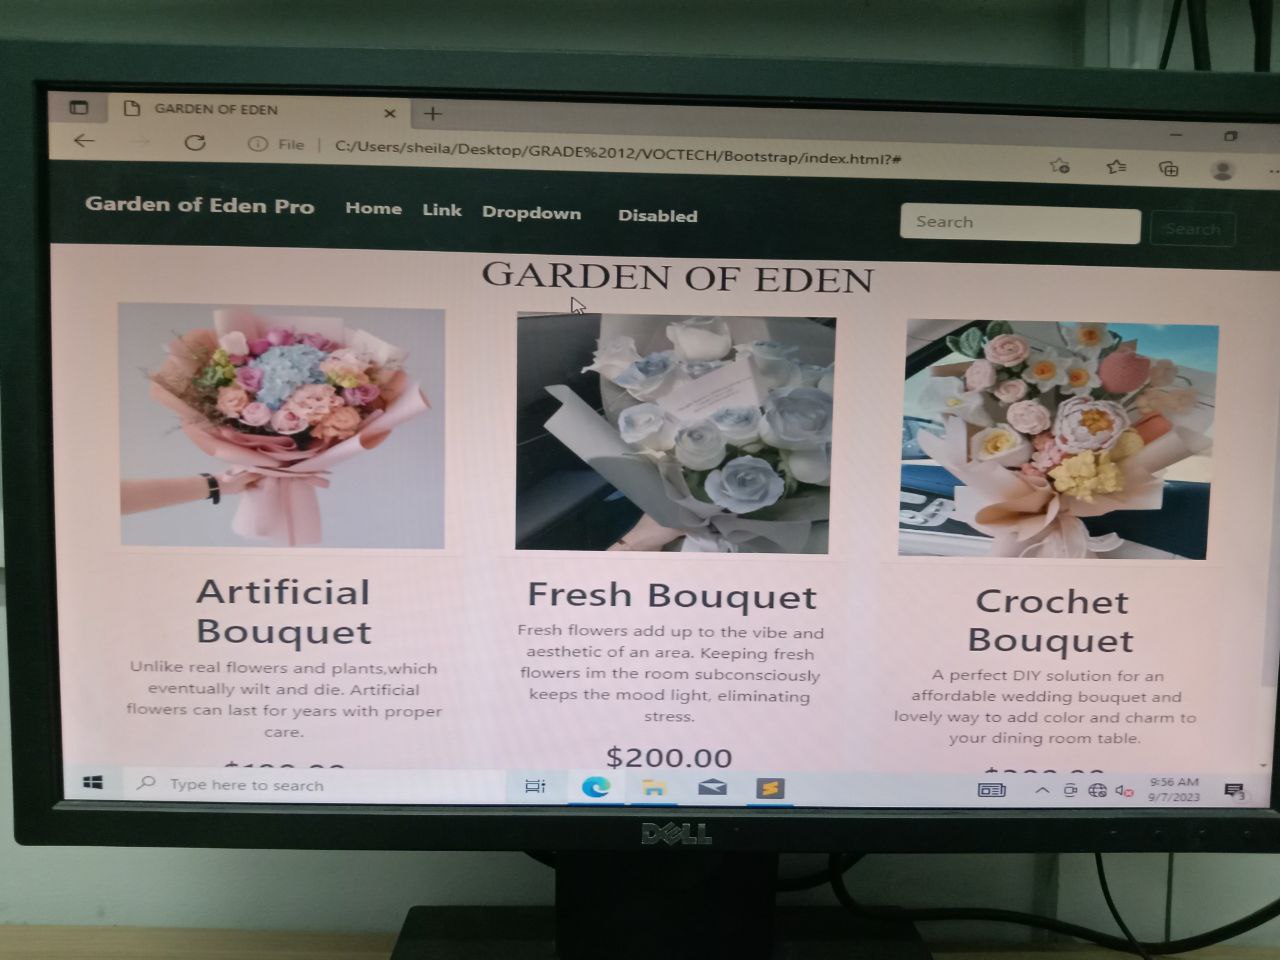 GARDEN OF EDEN
File | C:/Users/sheila/Desktop/GRADE%2012/VOCTECH/Bootstrap/index.html?#
Garden of Eden Pro Home Link Dropdown Disabled Search Search
GARDEN OF EDEN
Artificial
Bouquet
Unlike real flowers and plants,which
eventually wilt and die. Artificial
flowers can last for years with proper
care.
Fresh Bouquet
Fresh flowers add up to the vibe and
aesthetic of an area. Keeping fresh
flowers im the room subconsciously
keeps the mood light, eliminating
stress.
$200.00
Crochet
Bouquet
A perfect DIY solution for an
affordable wedding bouquet and
lovely way to add color and charm to
your dining room table.
Type here to search
9:56 AM
9/7/2023
3
DELL